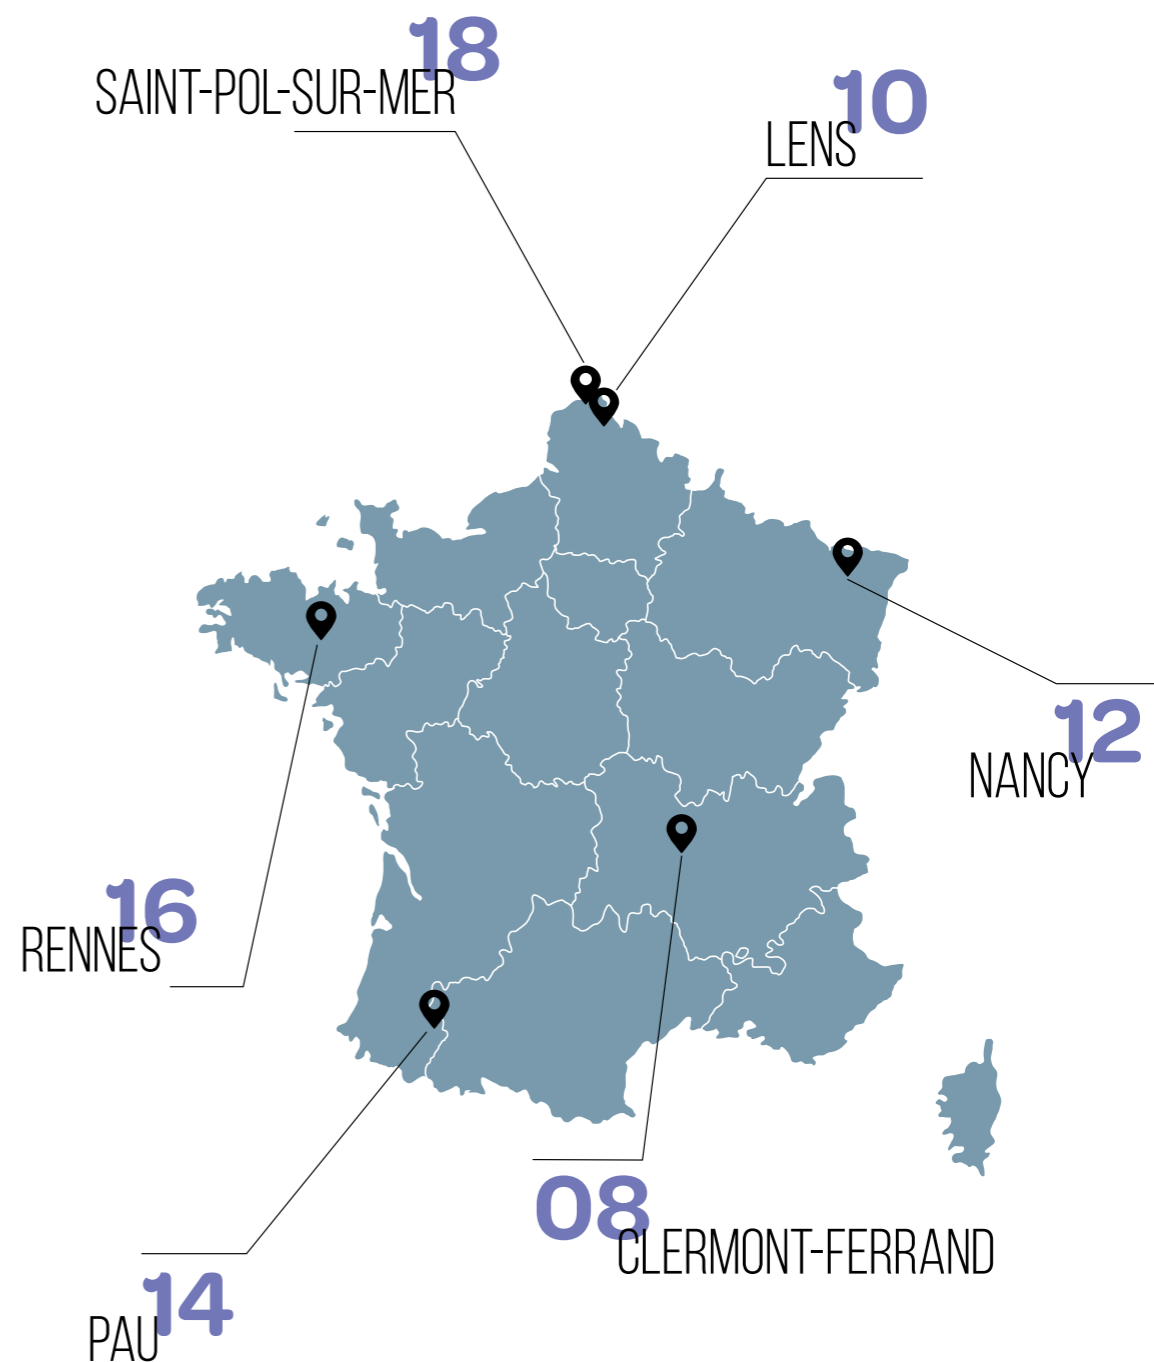 18
SAINT-POL-SUR-MER
10
LENS
12
NANCY
16
RENNES
08
CLERMONT-FERRAND
14
PAU